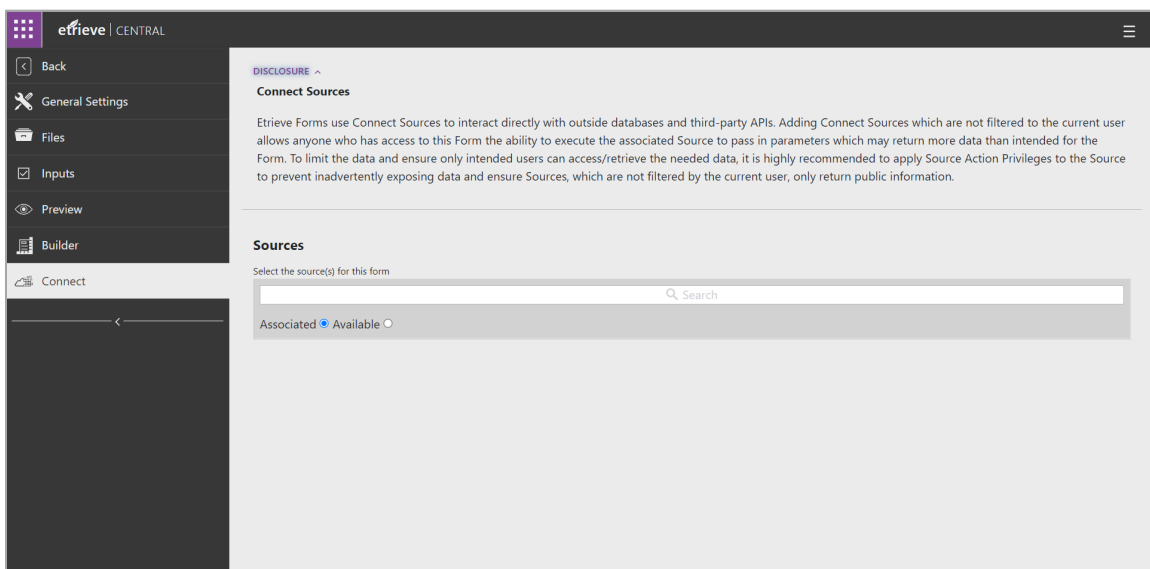 etrieve | CENTRAL
Back
General Settings
Files
Inputs
Preview
Builder
Connect
DISCLOSURE
Connect Sources
Etrieve Forms use Connect Sources to interact directly with outside databases and third-party APIs. Adding Connect Sources which are not filtered to the current user
allows anyone who has access to this Form the ability to execute the associated Source to pass in parameters which may return more data than intended for the
Form. To limit the data and ensure only intended users can access/retrieve the needed data, it is highly recommended to apply Source Action Privileges to the Source
to prevent inadvertently exposing data and ensure Sources, which are not filtered by the current user, only return public information.
Sources
Select the source(s) for this form
Search
Associated Available